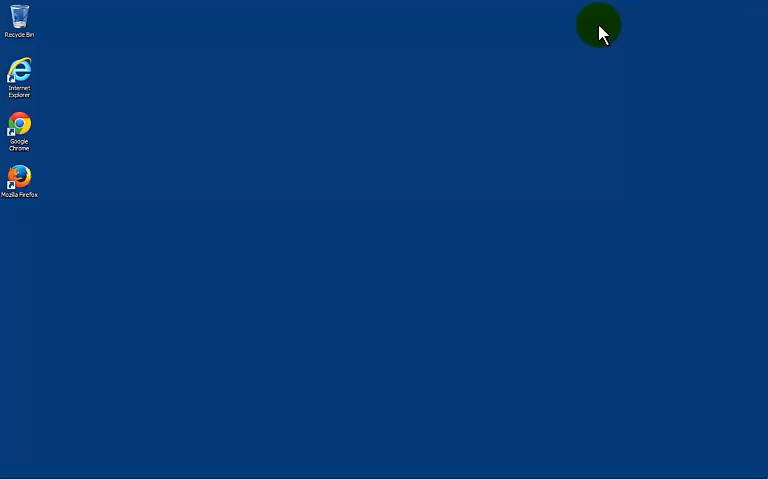 Recycle Bin
Internet
Explorer
Google
Chrome
Mozilla Firefox